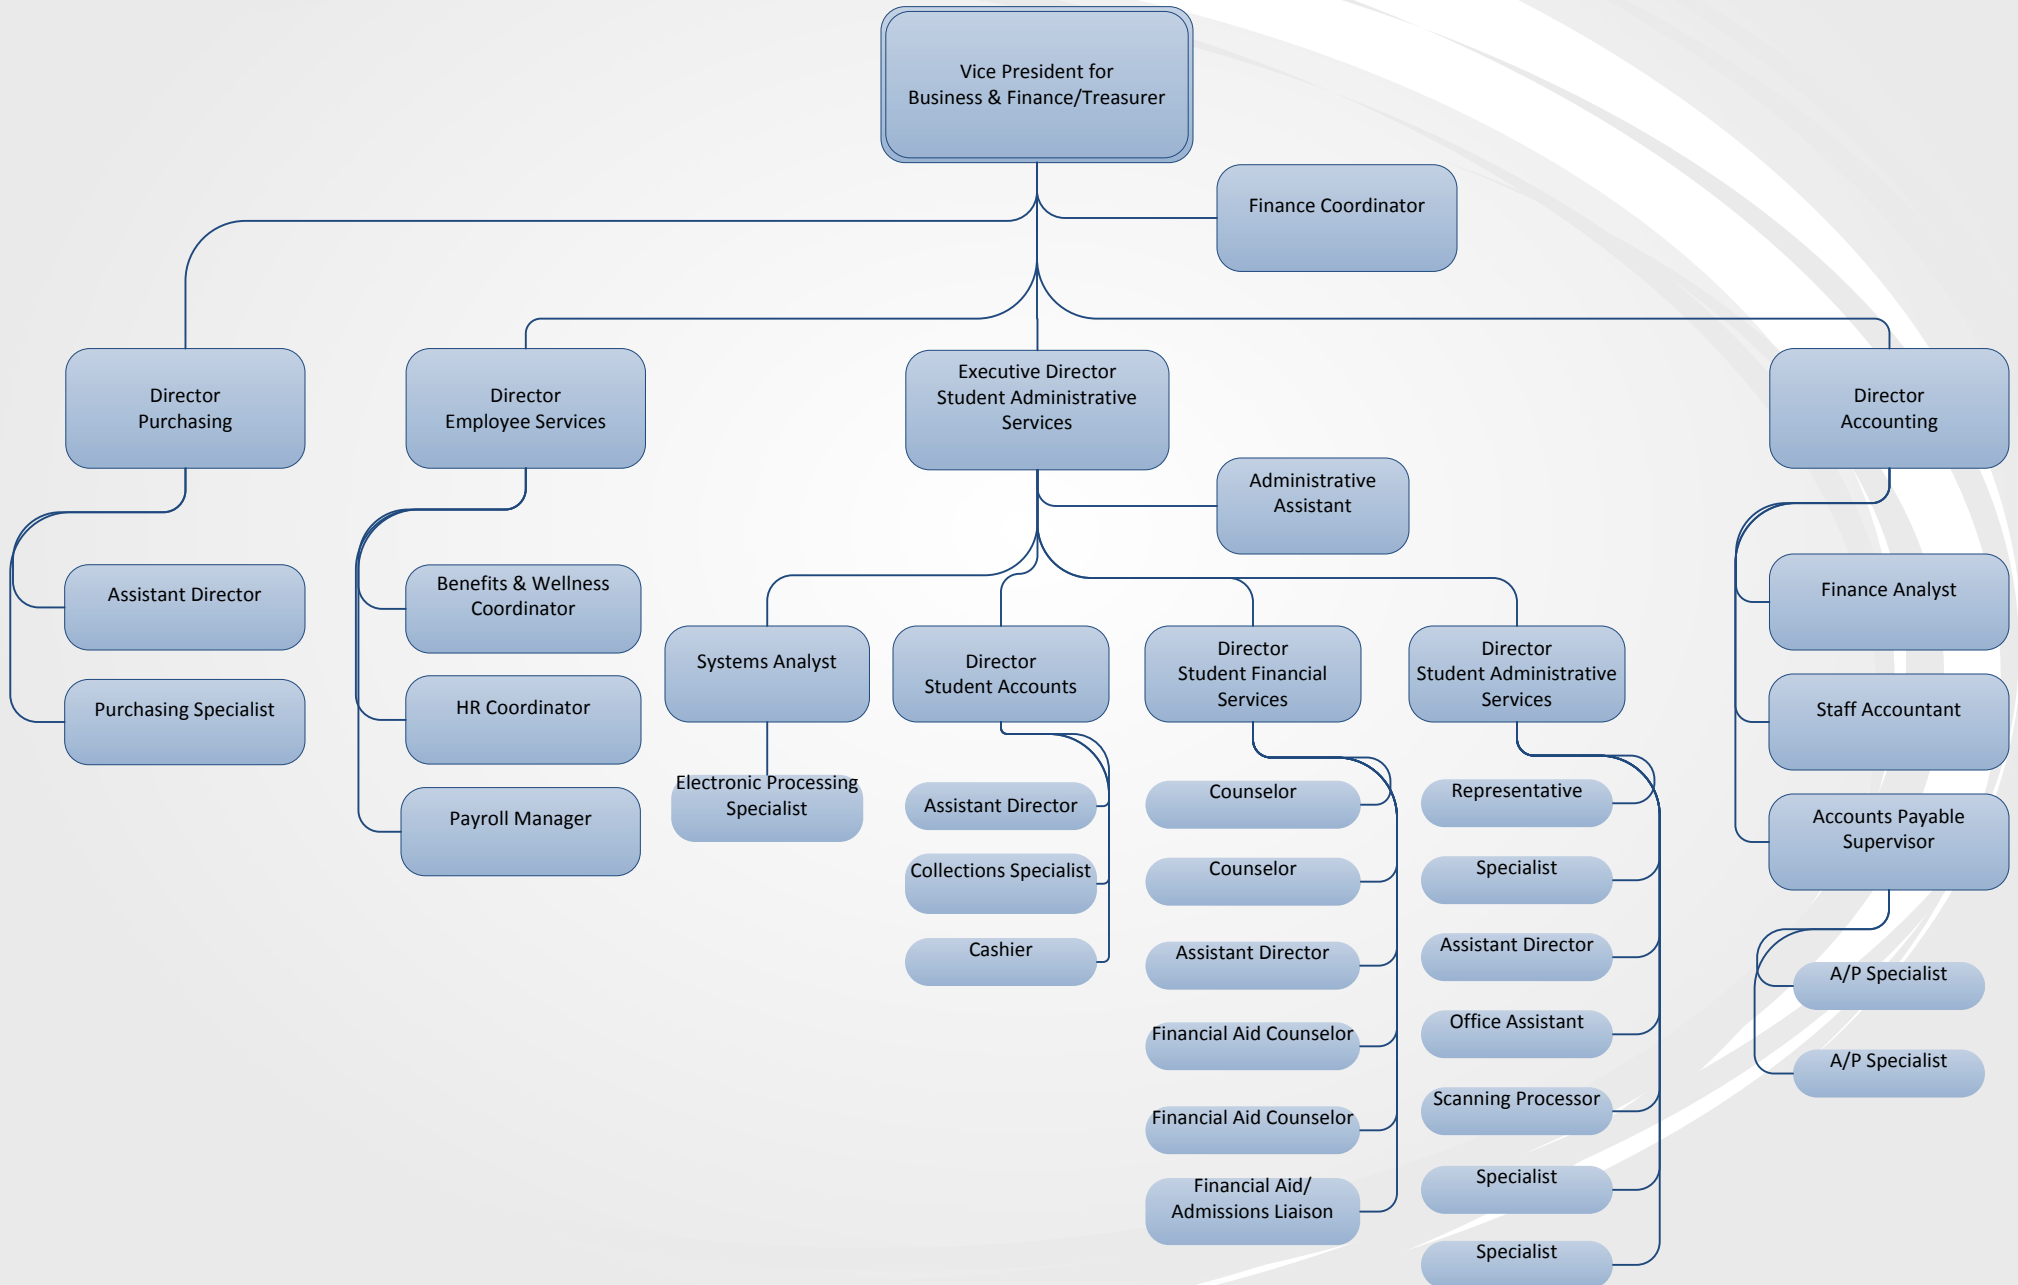 Vice President for
Business & Finance/Treasurer
Finance Coordinator
Director
Purchasing
Director
Employee Services
Executive Director
Student Administrative
Services
Director
Accounting
Administrative
Assistant
Assistant Director
Purchasing Specialist
Benefits & Wellness
Coordinator
HR Coordinator
Payroll Manager
Systems Analyst
Electronic Processing
Specialist
Director
Student Accounts
Assistant Director
Collections Specialist
Cashier
Director
Student Financial
Services
Counselor
Counselor
Assistant Director
Financial Aid Counselor
Financial Aid Counselor
Financial Aid/
Admissions Liaison
Director
Student Administrative
Services
Representative
Specialist
Assistant Director
Office Assistant
Scanning Processor
Specialist
Specialist
Finance Analyst
Staff Accountant
Accounts Payable
Supervisor
A/P Specialist
A/P Specialist